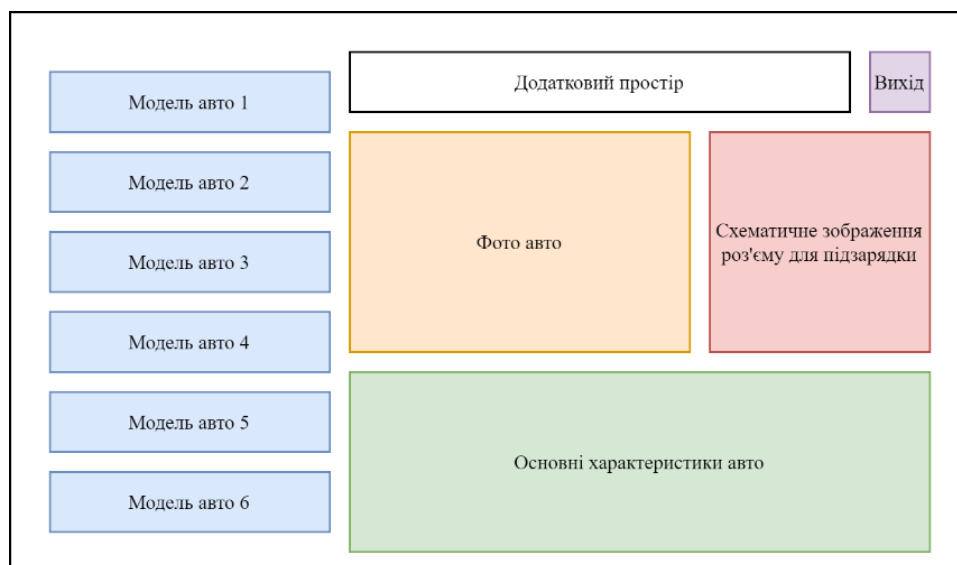 Модель авто 1
Модель авто 2
Модель авто 3
Модель авто 4
Модель авто 5
Модель авто 6
Додатковий простір
Вихід
Фото авто
Схематичне зображення
роз'єму для підзарядки
Основні характеристики авто